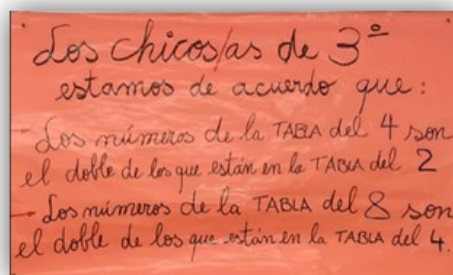 Los chicos/as de 3º
estamos de acuerdo que:
- Los números de la TABLA del 4 son
el doble de los que están en la TABLA del 2
→ Los números de la TABLA del 8 son
el doble de los que están en la TABLA del 4.